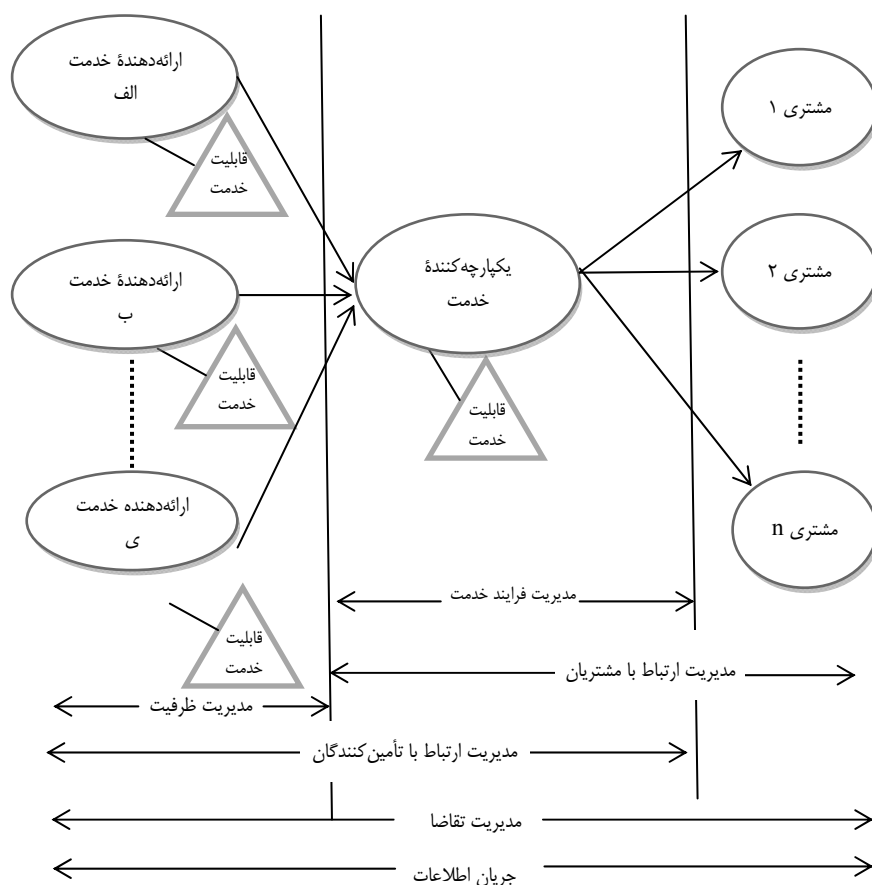 ارائه‌دهندهٔ خدمت
الف
قابلیت
خدمت
ارائه‌دهندهٔ خدمت
ب
قابلیت
خدمت
ارائه‌دهنده خدمت
ی
قابلیت
خدمت
یکپارچه‌کنندهٔ
خدمت
قابلیت
خدمت
مشتری ۱
مشتری ۲
مشتری n
مدیریت فرایند خدمت
مدیریت ارتباط با مشتریان
مدیریت ظرفیت
مدیریت ارتباط با تأمین‌کنندگان
مدیریت تقاضا
جریان اطلاعات